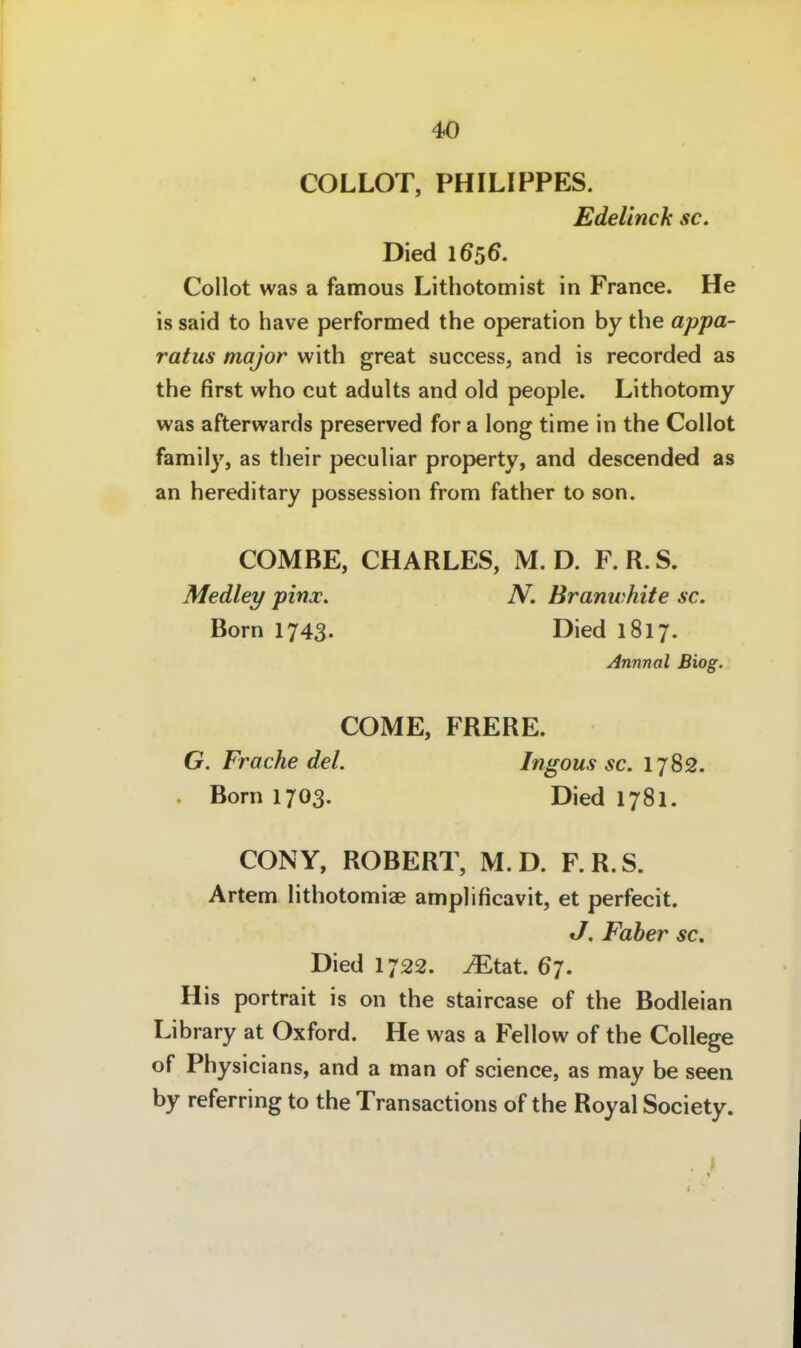 40
COLLOT, PHILIPPES.
Edelinck sc.
Died 1656.
Collot was a famous Lithotomist in France. He
is said to have performed the operation by the appa-
ratus major with great success, and is recorded as
the first who cut adults and old people. Lithotomy
was afterwards preserved for a long time in the Collot
family, as their peculiar property, and descended as
an hereditary possession from father to son.
COMBE, CHARLES, M. D. F. R. S.
Medley pinx. N. Branwhite sc.
Born 1743. Died 1817.
Annnal Biog.
COME, FRERE.
G. Frache del. Ingous sc. 1782.
Born 1703. Died 1781.
CONY, ROBERT, M. D. F. R. S.
Artem lithotomiæ amplificavit, et perfecit.
J. Faber sc.
Died 1722. Ætat. 67.
His portrait is on the staircase of the Bodleian
Library at Oxford. He was a Fellow of the College
of Physicians, and a man of science, as may be seen
by referring to the Transactions of the Royal Society.